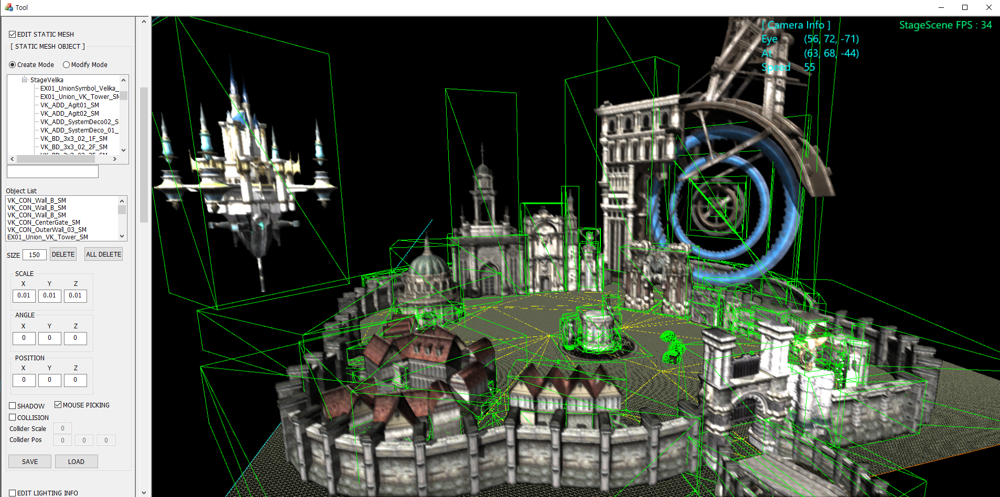 Tool
EDIT STATIC MESH
[ STATIC MESH OBJECT ]
Create Mode Modify Mode
StageVelika
EX01_UnionSymbol_Velika_
EX01_Union_VK_Tower_SM
VK_ADD_Agit01_SM
VK_ADD_Agit02_SM
VK_ADD_SystemDeco02_S
VK_ADD_SystemDeco_01_
VK_BD_3x3_02_1F_SM
VK_BD_3x3_02_2F_SM
Object List
VK_CON_Wall_B_SM
VK_CON_Wall_B_SM
VK_CON_Wall_B_SM
VK_CON_CenterGate_SM
VK_CON_OuterWall_03_SM
EX01_Union_VK_Tower_SM
SIZE 150 DELETE ALL DELETE
SCALE
X Y Z
0.01 0.01 0.01
ANGLE
X Y Z
0 0 0
POSITION
X Y Z
0 0 0
SHADOW MOUSE PICKING
COLLISION
Collider Scale 0
Collider Pos 0 0 0
SAVE LOAD
EDIT LIGHTING INFO
[ Camera Info ]
Eye (56, 72, -71)
At (63, 68, -44)
Speed 55
StageScene FPS : 34